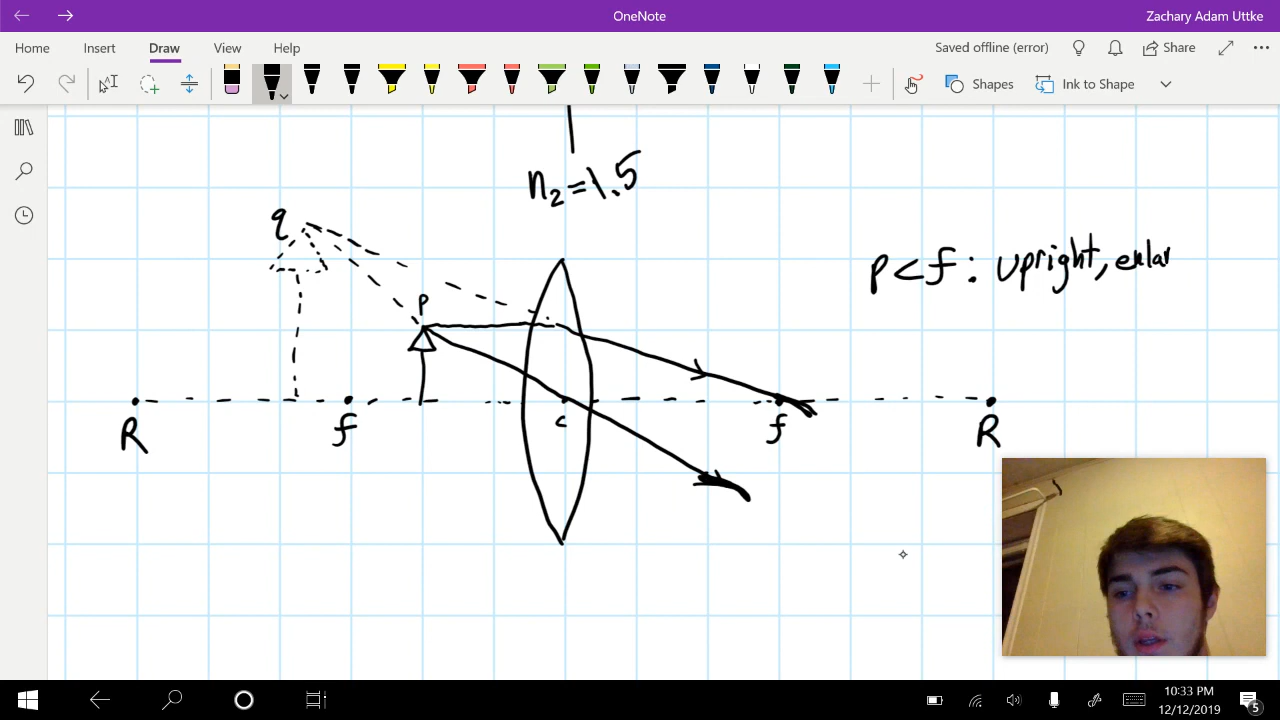 OneNote
Zachary Adam Uttke
Home Insert Draw View Help
Saved offline (error)
Share
Shapes
Ink to Shape
n₂=1.5
q
p<f: upright, enlar
P
R f c f R
10:33 PM
12/12/2019
5